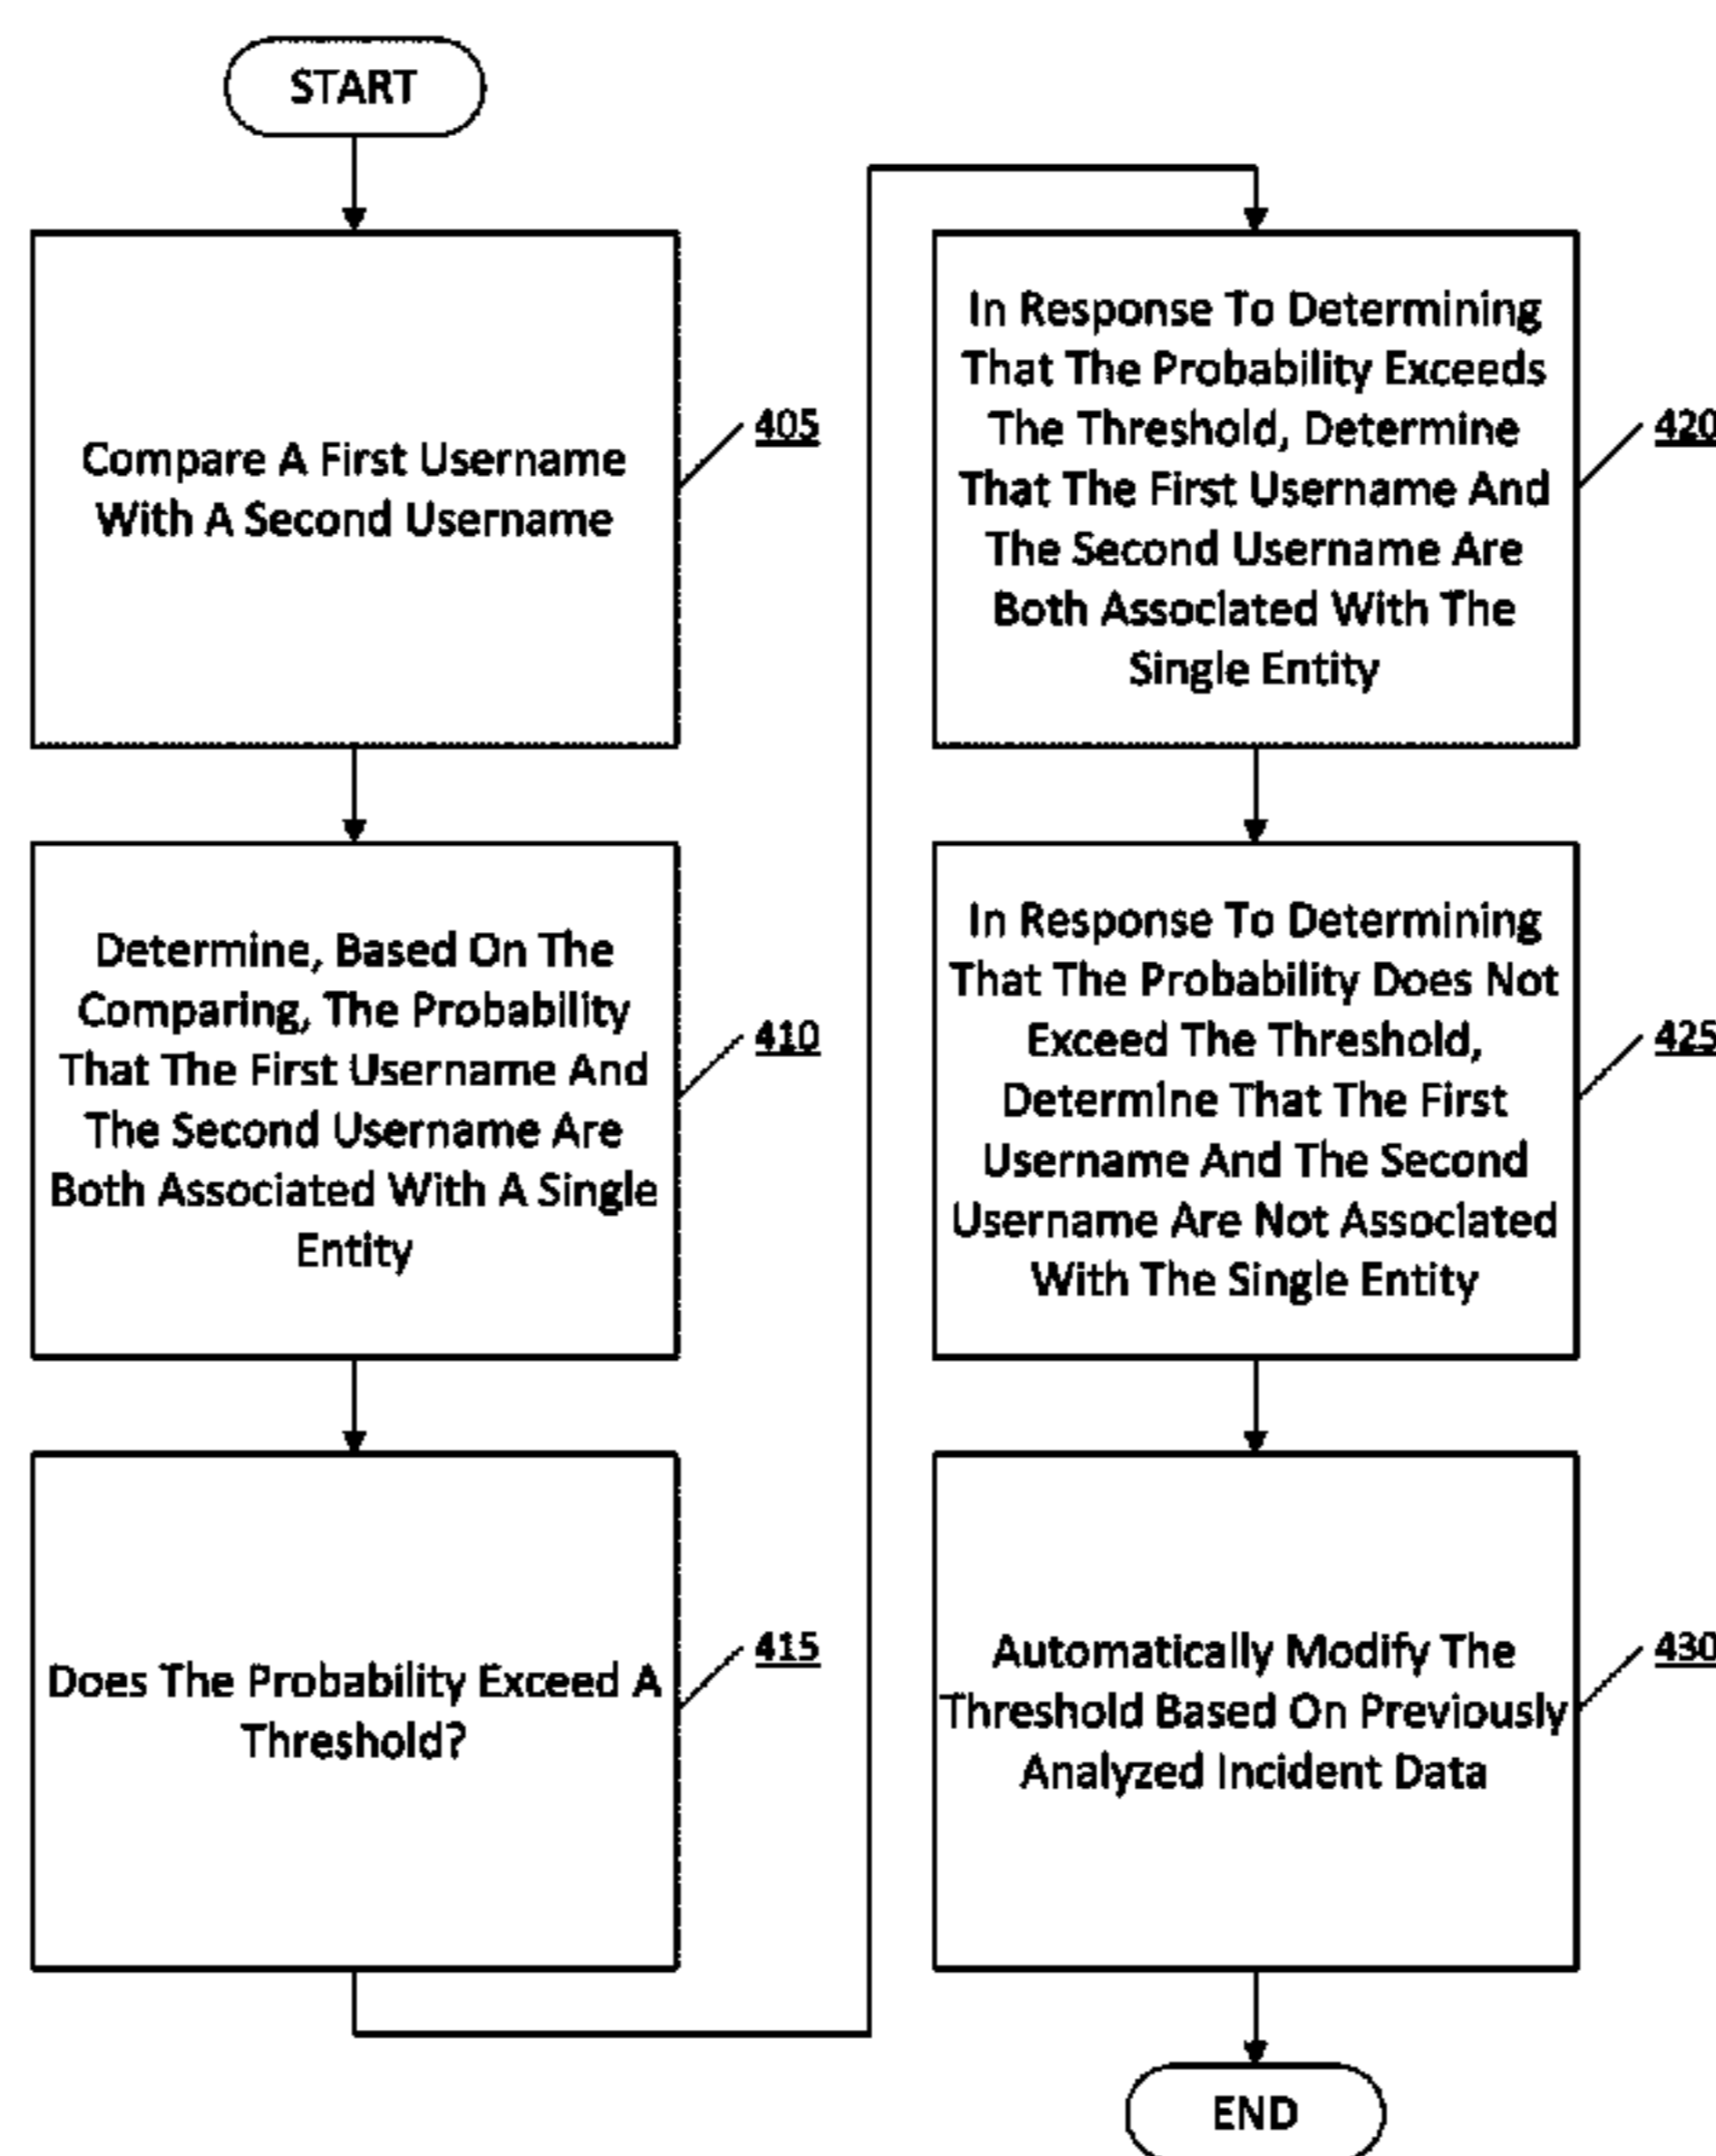 START
Compare A First Username
With A Second Username
405
Determine, Based On The
Comparing, The Probability
That The First Username And
The Second Username Are
Both Associated With A Single
Entity
410
Does The Probability Exceed A
Threshold?
415
In Response To Determining
That The Probability Exceeds
The Threshold, Determine
That The First Username And
The Second Username Are
Both Associated With The
Single Entity
420
In Response To Determining
That The Probability Does Not
Exceed The Threshold,
Determine That The First
Username And The Second
Username Are Not Associated
With The Single Entity
425
Automatically Modify The
Threshold Based On Previously
Analyzed Incident Data
430
END